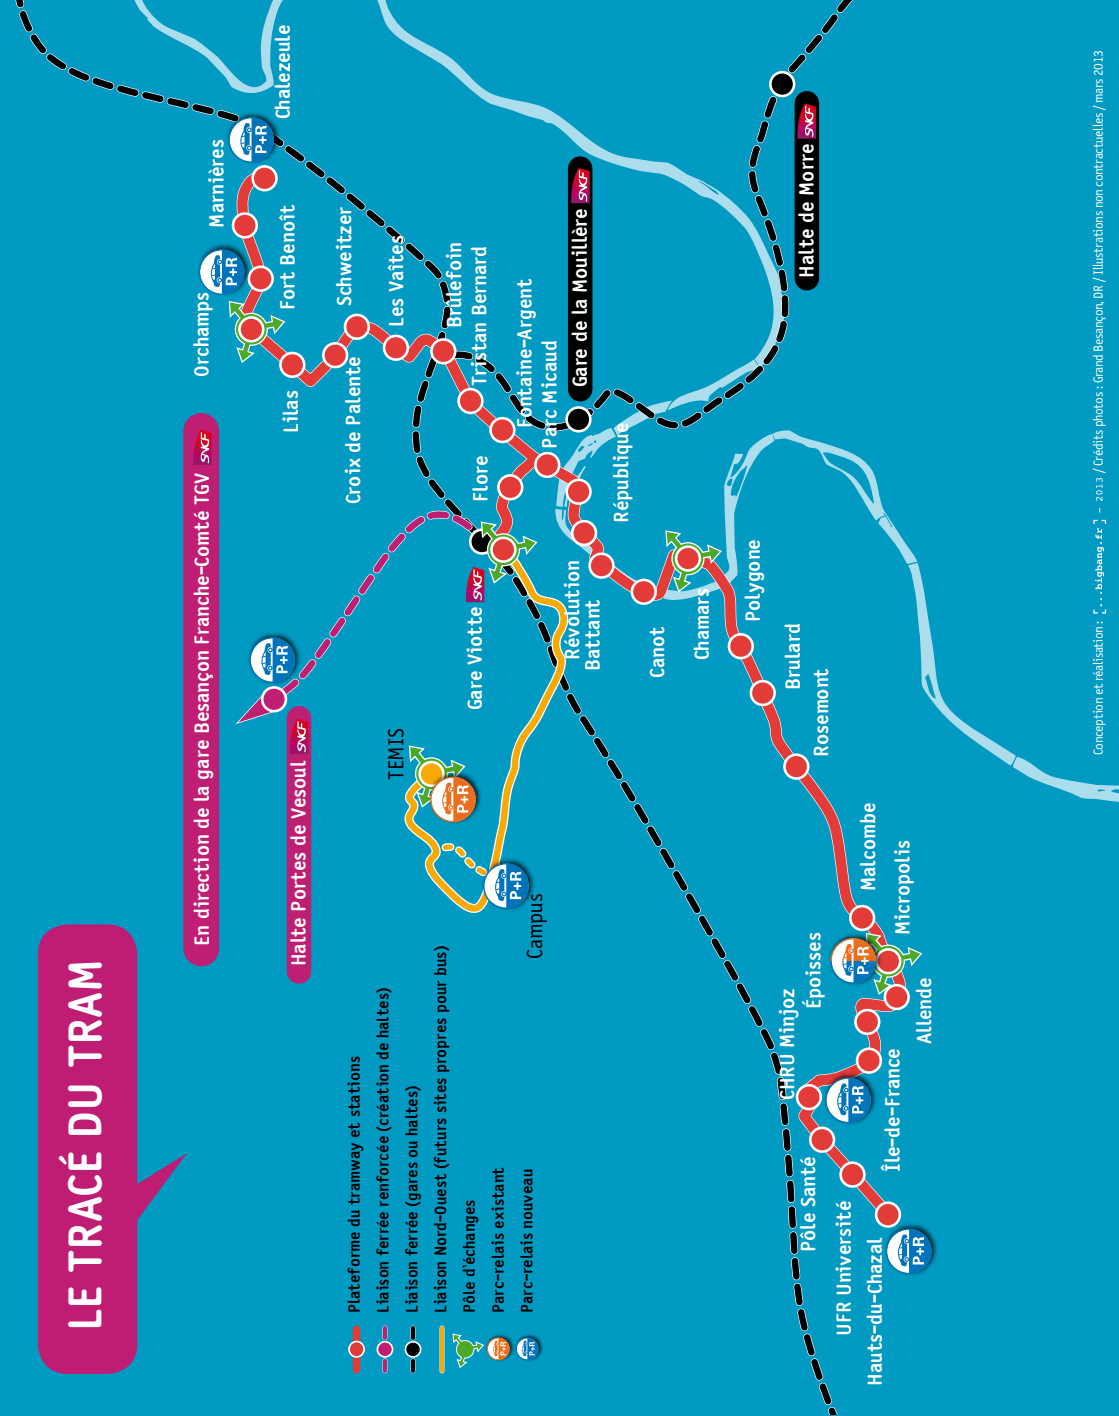 LE TRACÉ DU TRAM
En direction de la gare Besançon Franche-Comté TGV SNCF
Halte Portes de Vesoul SNCF
P+R
Plateforme du tramway et stations
Liaison ferrée renforcée (création de haltes)
Liaison ferrée (gares ou haltes)
Liaison Nord-Ouest (futurs sites propres pour bus)
Pôle d'échanges
P+R
Parc-relais existant
P+R
Parc-relais nouveau
TEMIS
P+R
Campus
P+R
Hauts-du-Chazal
P+R
UFR Université
Pôle Santé
CHRU Minjoz
P+R
Île-de-France
Époisses
Allende
Micropolis
P+R
Malcombe
Rosemont
Brulard
Polygone
Chamars
Canot
Battant
Révolution
République
Parc Micaud
Fontaine-Argent
Tristan Bernard
Brûlefoin
Flore
Gare Viotte SNCF
Les Vaîtes
Schweitzer
Croix de Palente
Lilas
Orchamps
P+R
Fort Benoît
Marnières
Chalezeule
P+R
Gare de la Mouillère SNCF
Halte de Morre SNCF
Conception et réalisation : [...bigbang.fr'] - 2013 / Crédits photos : Grand Besançon, DR / Illustrations non contractuelles / mars 2013